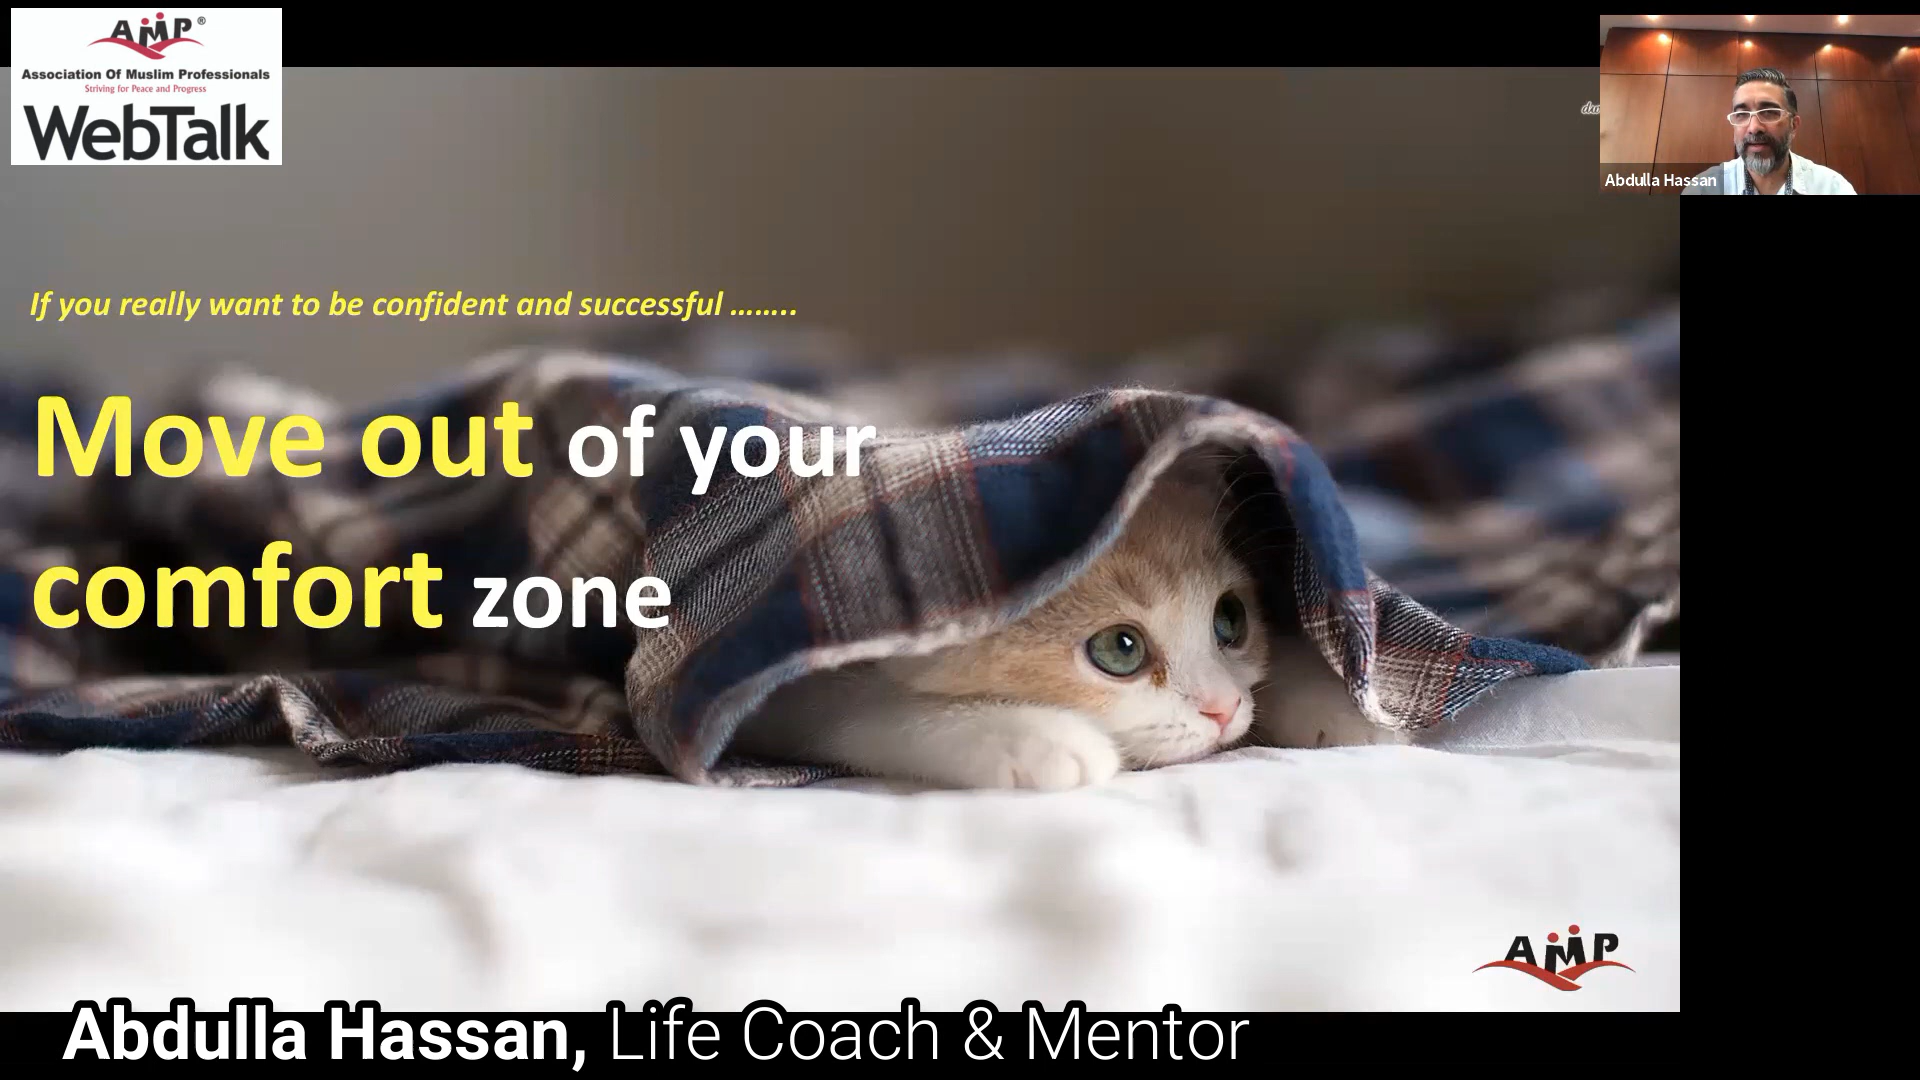 AMP®
Association Of Muslim Professionals
Striving for Peace and Progress
WebTalk
Abdulla Hassan
If you really want to be confident and successful ........
Move out of your
comfort zone
AMP
Abdulla Hassan, Life Coach & Mentor